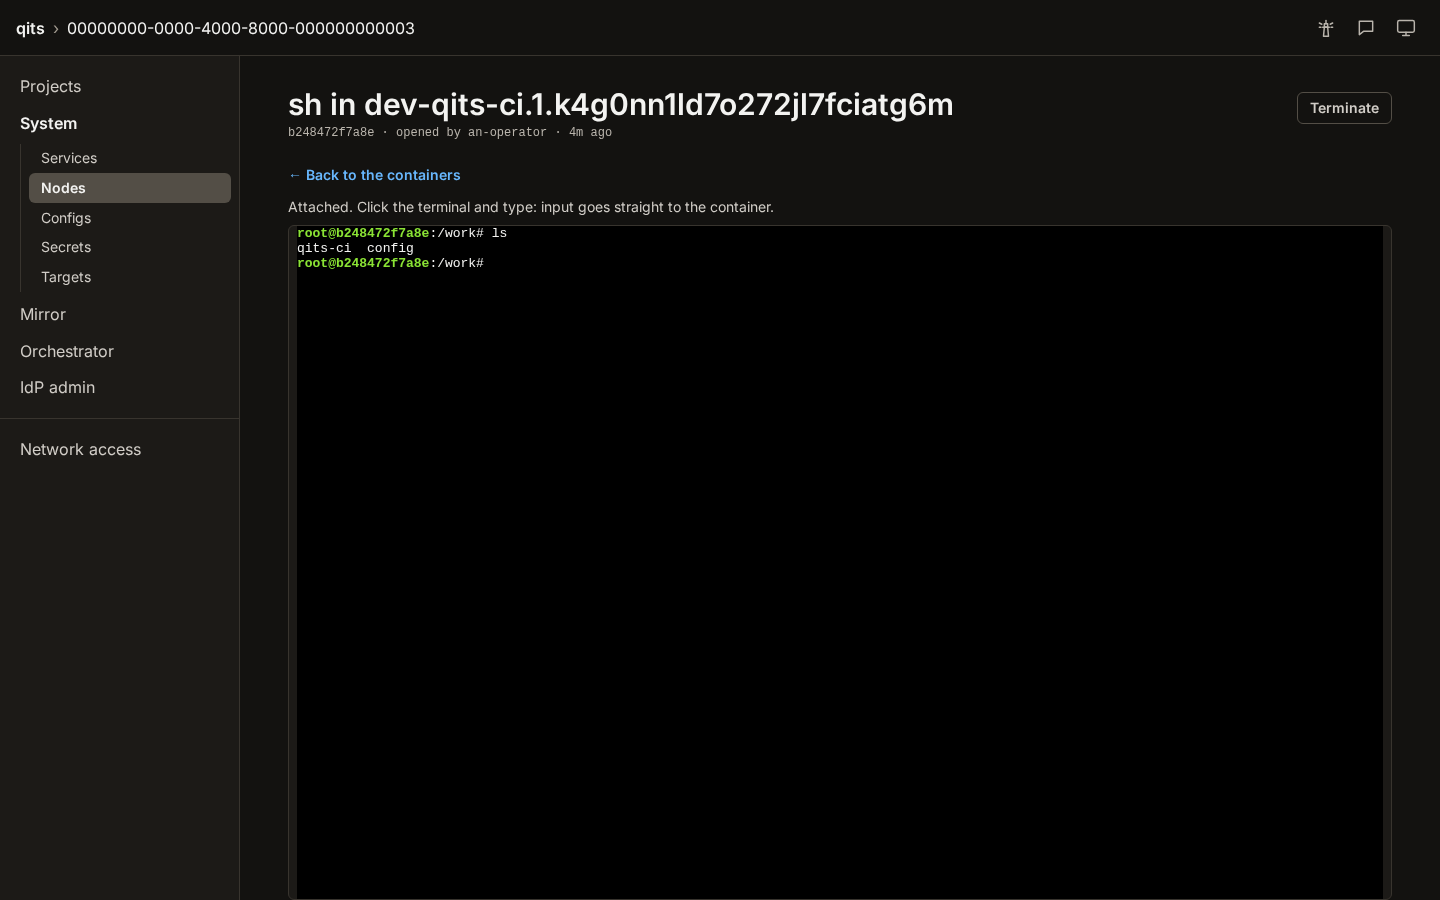 qits › 00000000-0000-4000-8000-000000000003
Projects
System
Services
Nodes
Configs
Secrets
Targets
Mirror
Orchestrator
IdP admin
Network access
sh in dev-qits-ci.1.k4g0nn1ld7o272jl7fciatg6m
Terminate
b248472f7a8e · opened by an-operator · 4m ago
← Back to the containers
Attached. Click the terminal and type: input goes straight to the container.
root@b248472f7a8e:/work# ls
qits-ci  config
root@b248472f7a8e:/work#